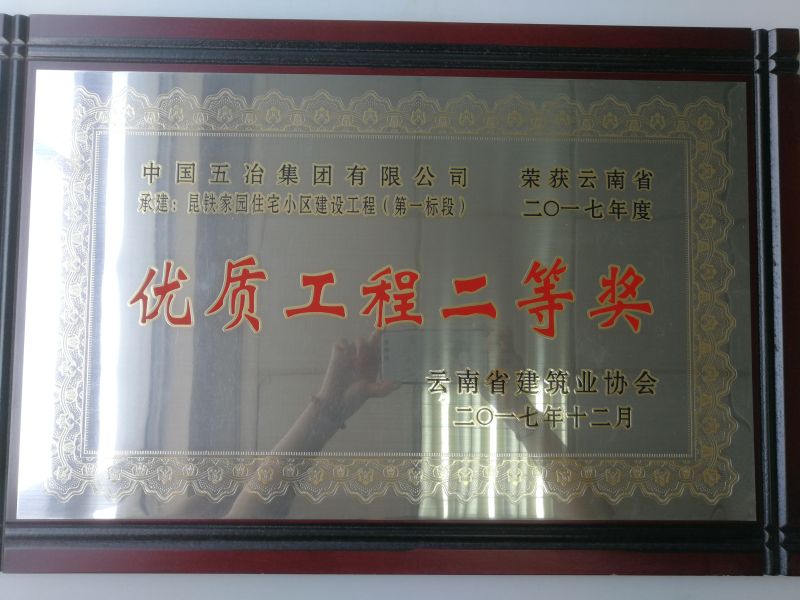 中国五冶集团有限公司 荣获云南省
承建：昆铁家园住宅小区建设工程（第一标段） 二〇一七年度
优质工程二等奖
云南省建筑业协会
二〇一七年十二月